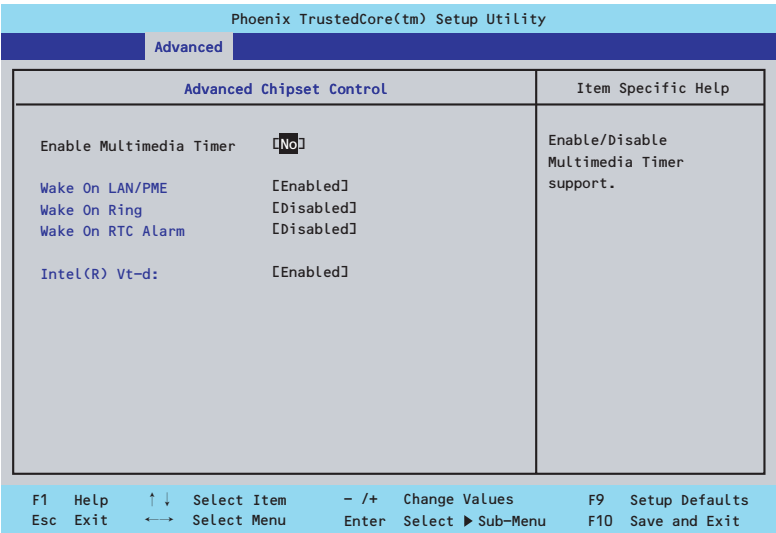 Phoenix TrustedCore(tm) Setup Utility
Advanced
Advanced Chipset Control
Enable Multimedia Timer [No]
Wake On LAN/PME [Enabled]
Wake On Ring [Disabled]
Wake On RTC Alarm [Disabled]
Intel(R) Vt-d: [Enabled]
Item Specific Help
Enable/Disable
Multimedia Timer
support.
F1 Help ↑↓ Select Item - /+ Change Values F9 Setup Defaults
Esc Exit ←→ Select Menu Enter Select ▶ Sub-Menu F10 Save and Exit